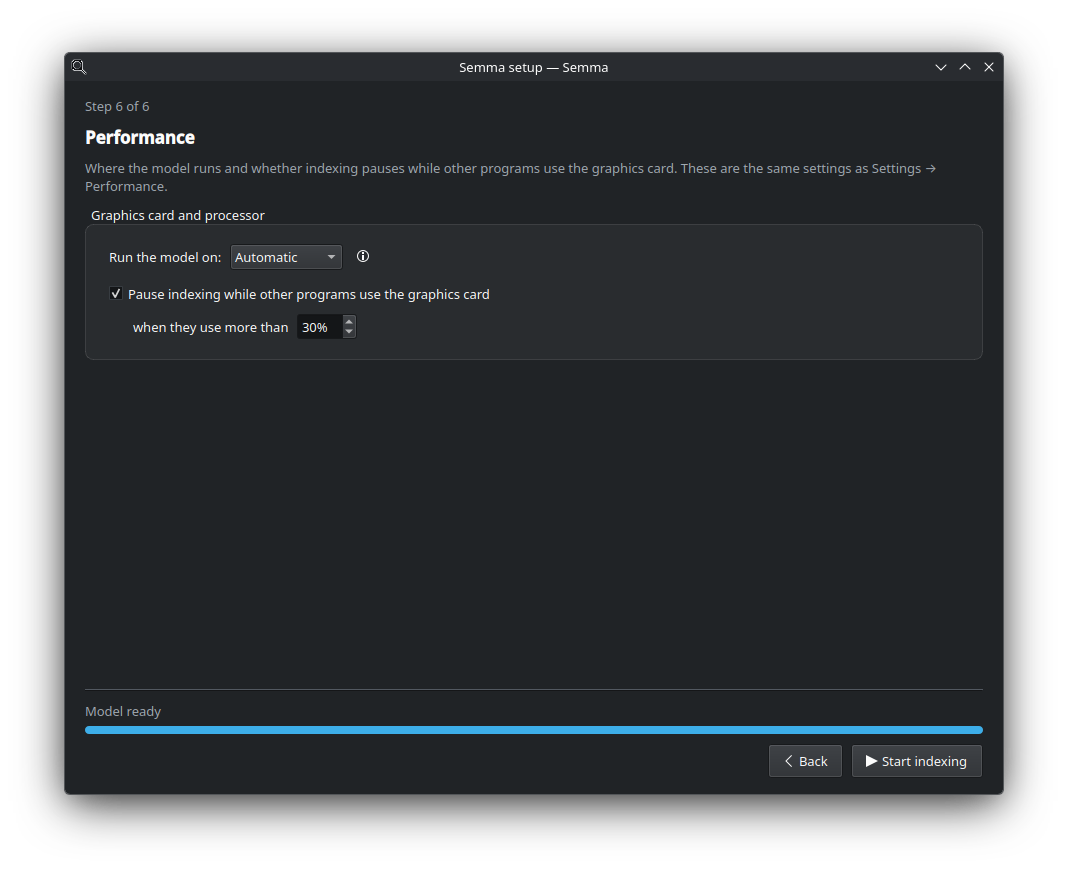 Semma setup — Semma
Step 6 of 6
Performance
Where the model runs and whether indexing pauses while other programs use the graphics card. These are the same settings as Settings →
Performance.
Graphics card and processor
Run the model on: Automatic
Pause indexing while other programs use the graphics card
when they use more than 30%
Model ready
Back
Start indexing